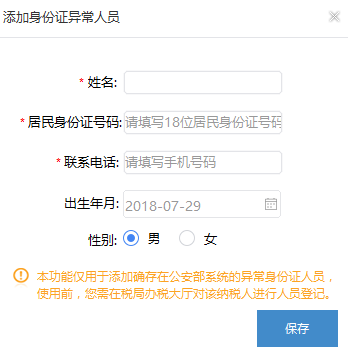 添加身份证异常人员
* 姓名:
* 居民身份证号码: 请填写18位居民身份证号码
* 联系电话: 请填写手机号码
出生年月: 2018-07-29
性别: 男 女
本功能仅用于添加确存在公安部系统的异常身份证人员，
使用前，您需在税局办税大厅对该纳税人进行人员登记。
保存